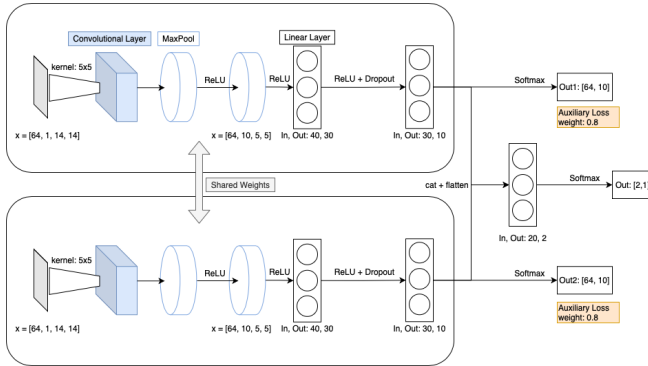 Convolutional Layer
MaxPool
Linear Layer
kernel: 5x5
ReLU
ReLU
ReLU + Dropout
Softmax
Out1: [64, 10]
x = [64, 1, 14, 14]
x = [64, 10, 5, 5]
In, Out: 40, 30
In, Out: 30, 10
Auxiliary Loss
weight: 0.8
Shared Weights
cat + flatten
Softmax
Out: [2,1]
In, Out: 20, 2
kernel: 5x5
ReLU
ReLU
ReLU + Dropout
Softmax
Out2: [64, 10]
x = [64, 1, 14, 14]
x = [64, 10, 5, 5]
In, Out: 40, 30
In, Out: 30, 10
Auxiliary Loss
weight: 0.8